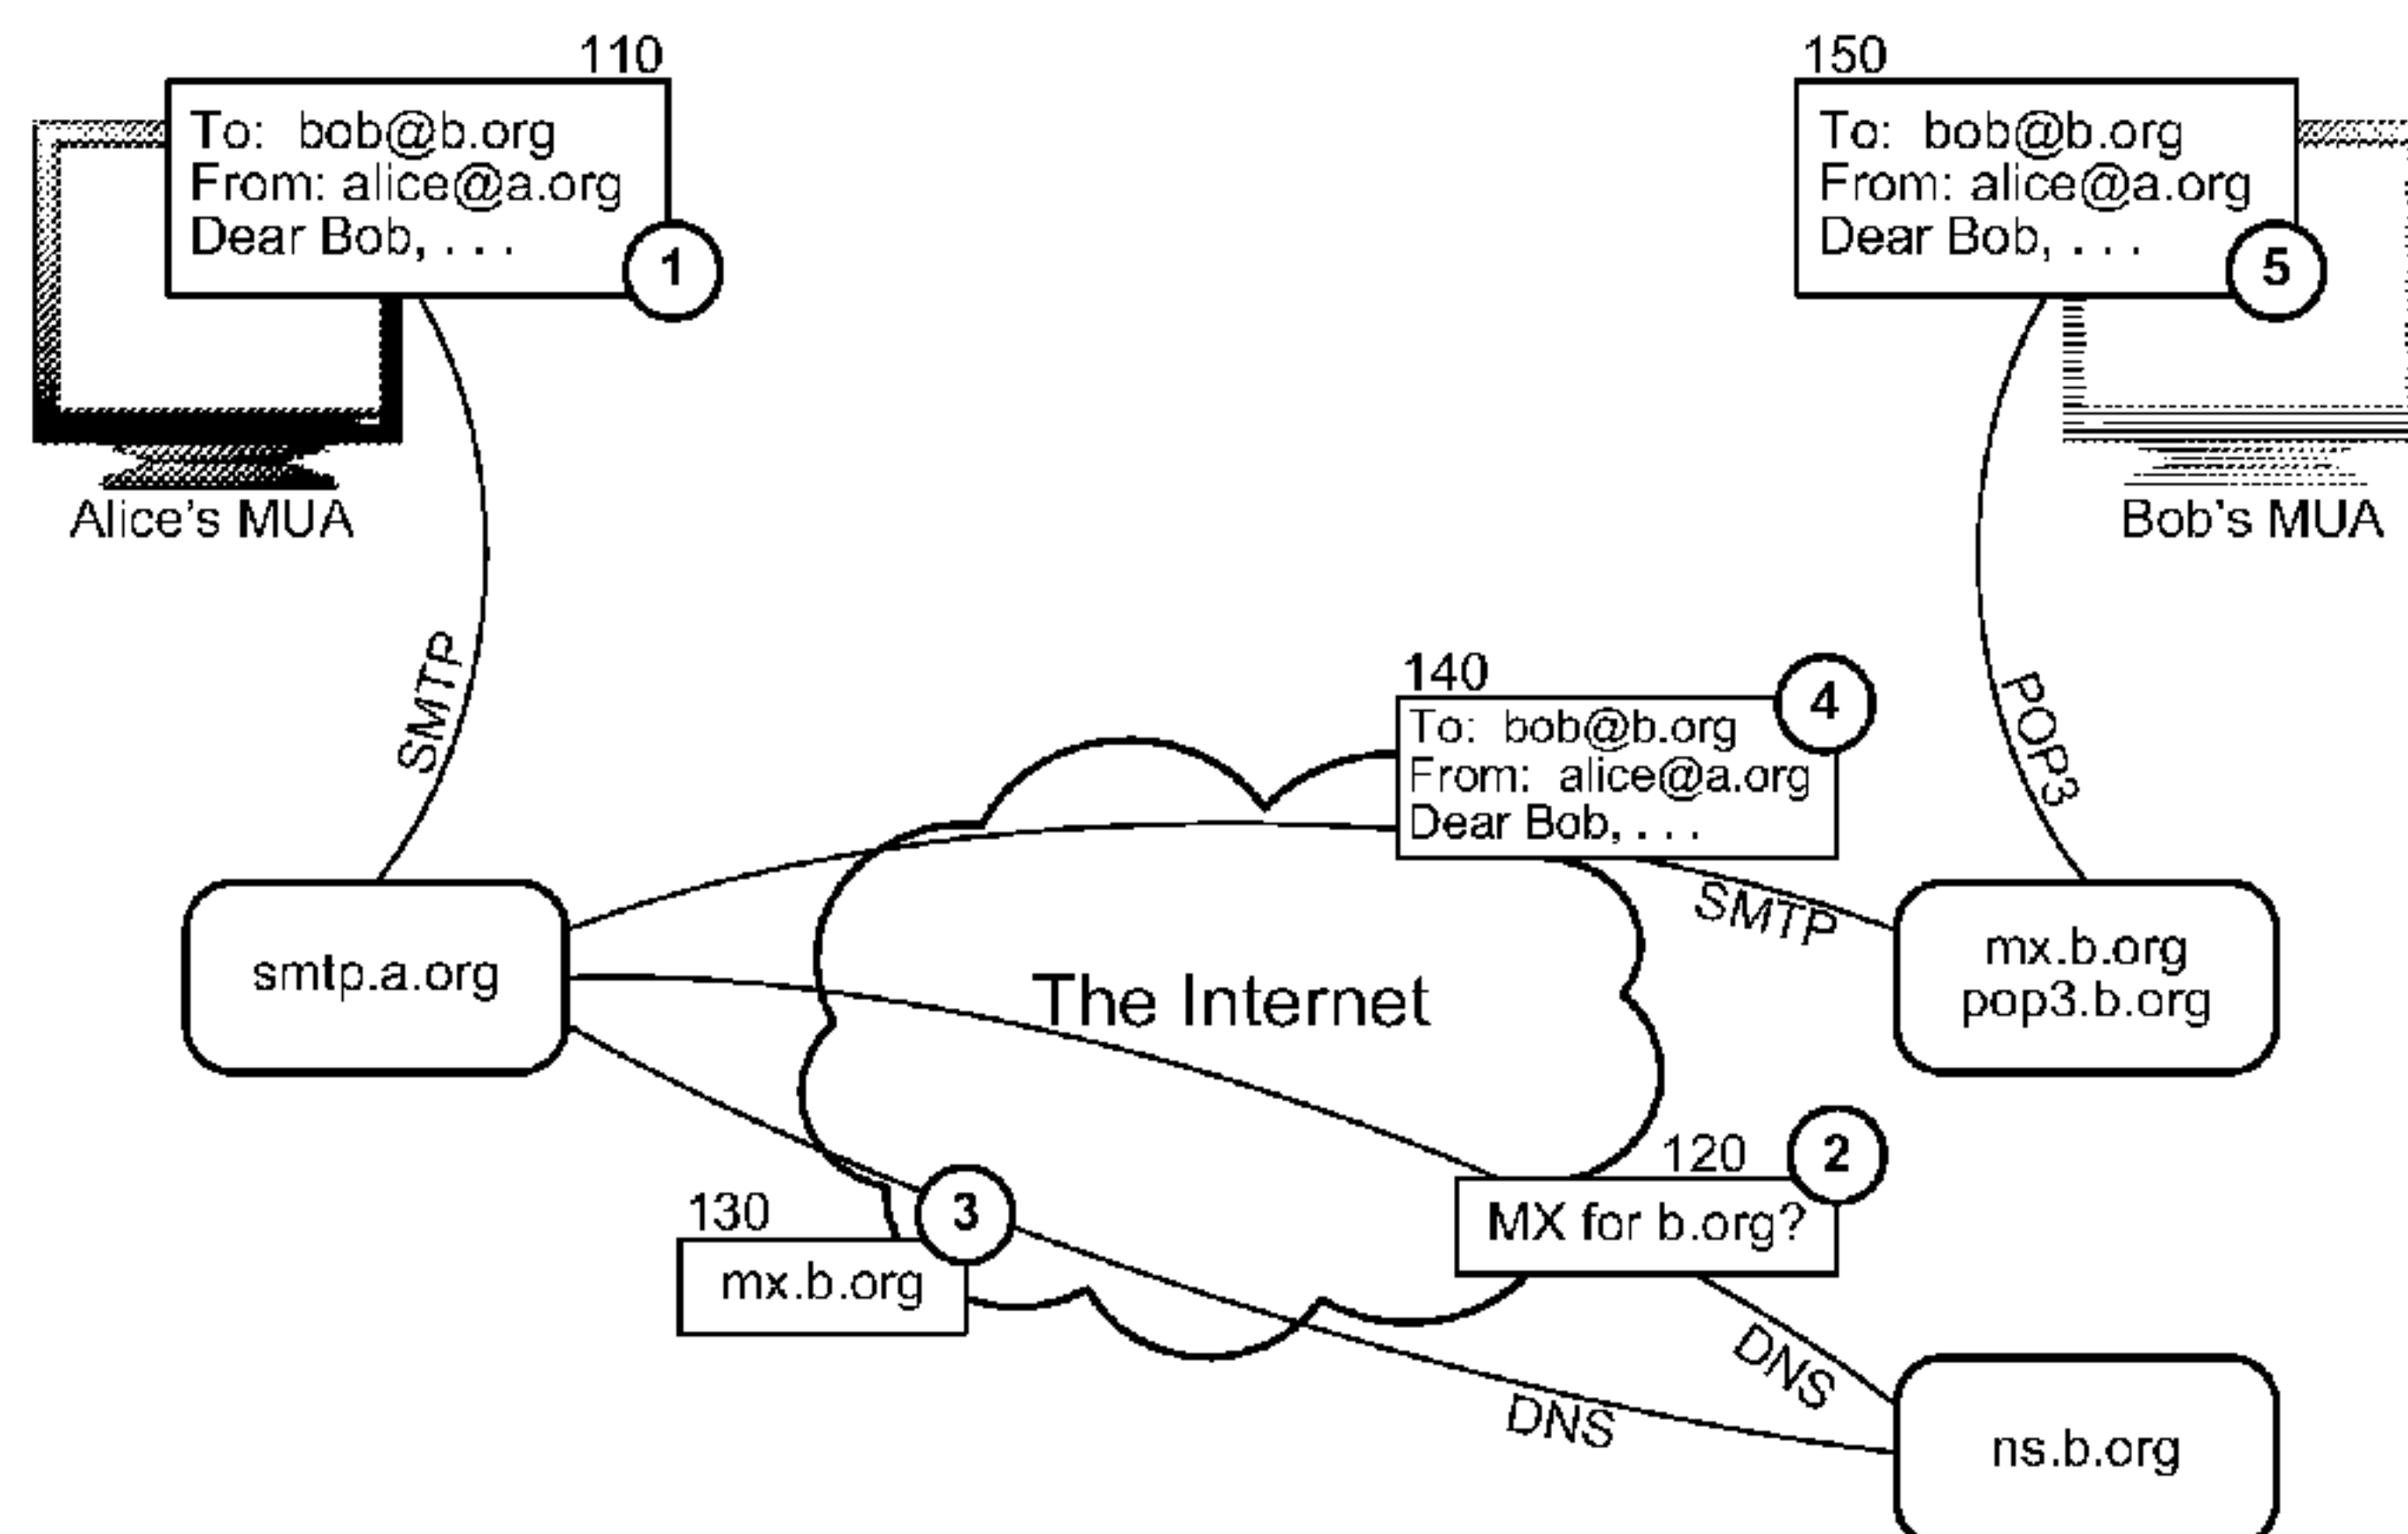 110
To: bob@b.org
From: alice@a.org
Dear Bob, . . .
1
Alice's MUA
150
To: bob@b.org
From: alice@a.org
Dear Bob, . . .
5
Bob's MUA
SMTP
POP3
140
4
To: bob@b.org
From: alice@a.org
Dear Bob, . . .
SMTP
smtp.a.org
The Internet
mx.b.org
pop3.b.org
120
2
MX for b.org?
130
3
mx.b.org
DNS
DNS
ns.b.org